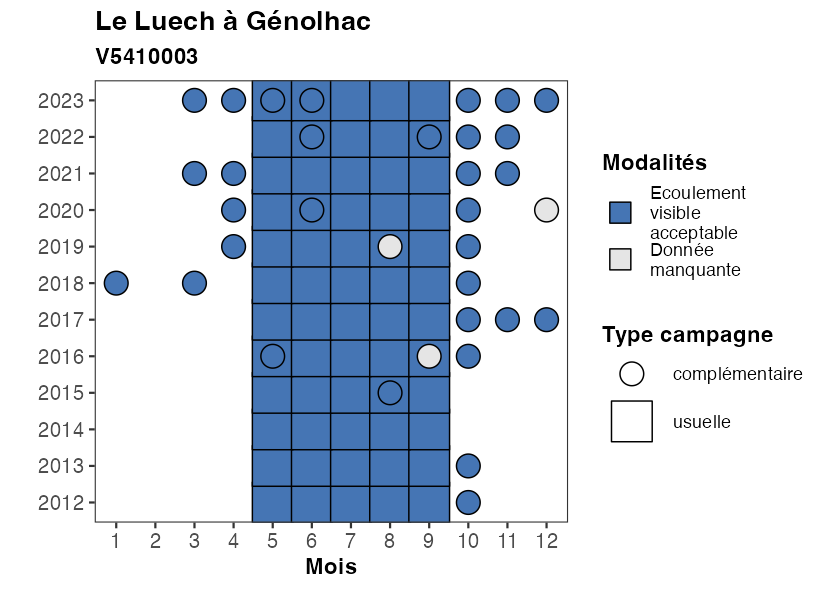 Le Luech à Génolhac
V5410003
2023
2022
2021
2020
2019
2018
2017
2016
2015
2014
2013
2012
1 2 3 4 5 6 7 8 9 10 11 12
Mois
Modalités
Ecoulement
visible
acceptable
Donnée
manquante
Type campagne
complémentaire
usuelle